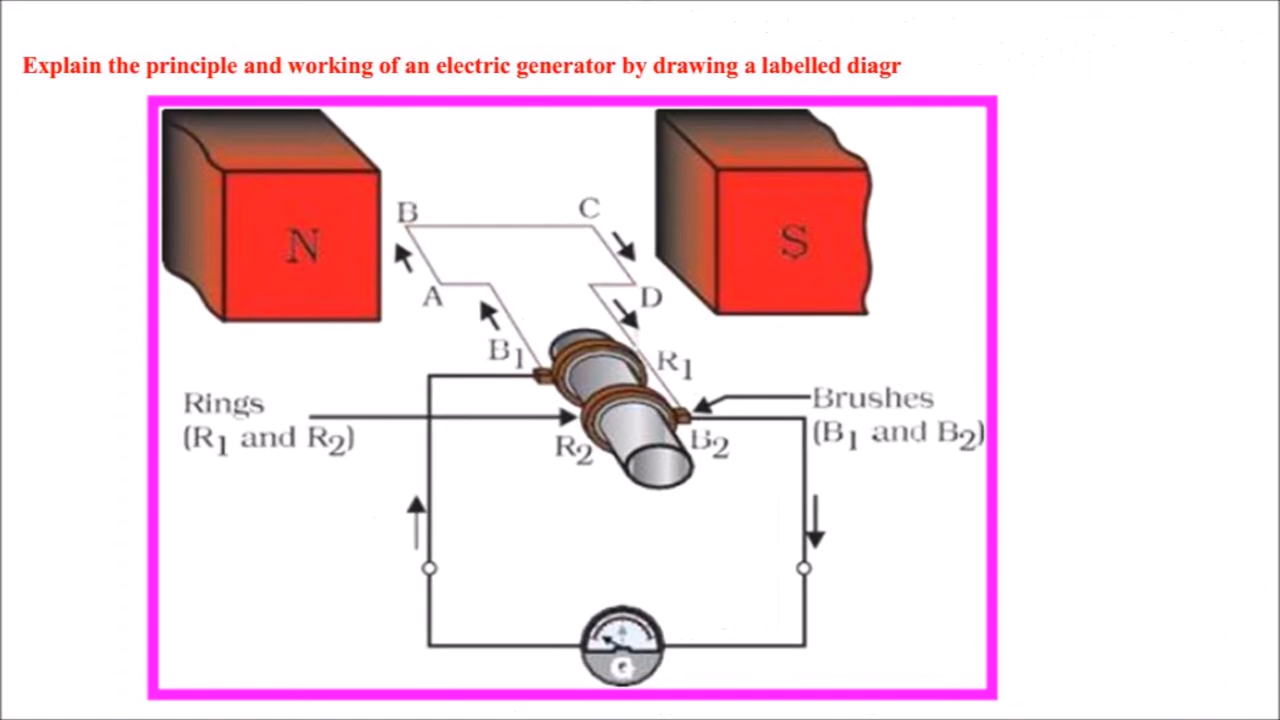 Explain the principle and working of an electric generator by drawing a labelled diagr
N
S
B
C
A
D
B1
R1
Rings
(R1 and R2)
Brushes
(B1 and B2)
R2
B2
G